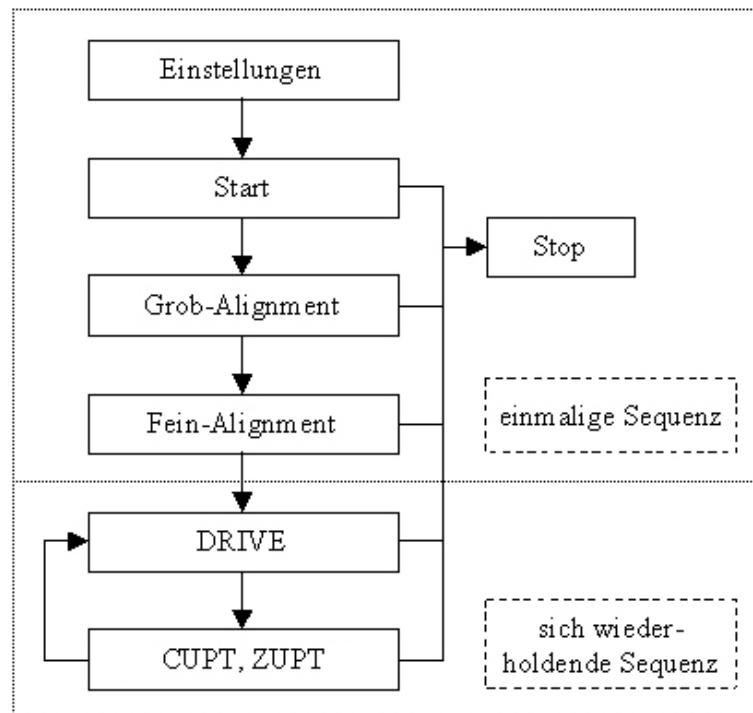 Einstellungen
Start
Stop
Grob-Alignment
Fein-Alignment
einmalige Sequenz
DRIVE
CUPT, ZUPT
sich wieder-
holdende Sequenz